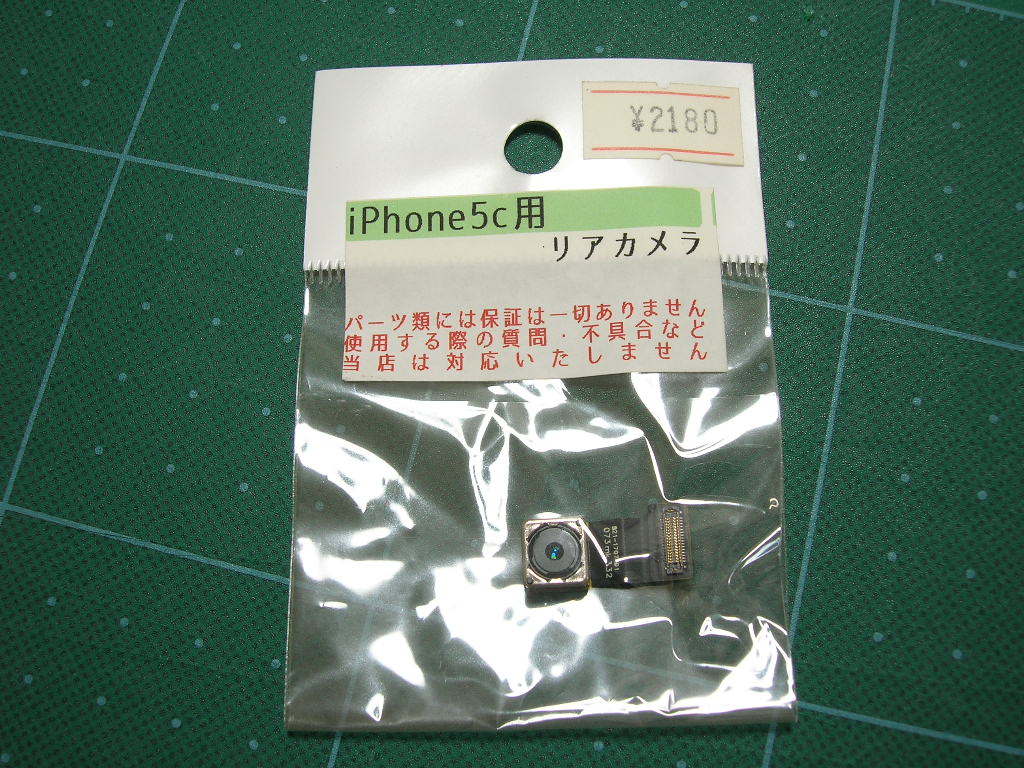 ¥2180
iPhone5c用
リアカメラ
パーツ類には保証は一切ありません
使用する際の質問・不具合など
当店は対応いたしません